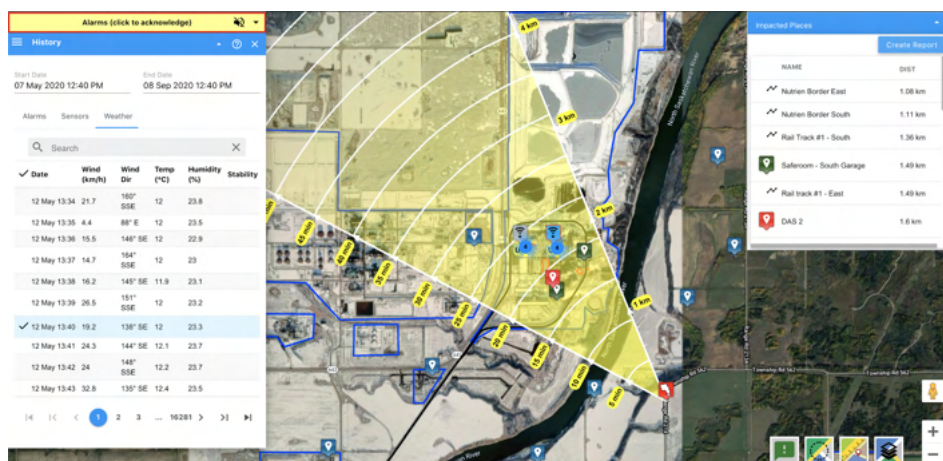 Alarms (click to acknowledge)
History
Start Date
End Date
07 May 2020 12:40 PM
08 Sep 2020 12:40 PM
Alarms Sensors Weather
Search
Date Wind (km/h) Wind Dir Temp (°C) Humidity (%) Stability
12 May 13:34 21.7 160° SSE 12 23.8
12 May 13:35 4.4 88° E 12 23.5
12 May 13:36 15.5 146° SE 12 22.9
12 May 13:37 14.7 164° SSE 12 23
12 May 13:38 16.2 145° SE 11.9 23.1
12 May 13:39 26.5 151° SSE 12 23.2
12 May 13:40 19.2 138° SE 12 23.3
12 May 13:41 24.3 144° SE 12.1 23.7
12 May 13:42 24 148° SSE 12.2 23.7
12 May 13:43 32.8 135° SE 12.4 23.5
1 2 3 ... 16281
4 km
3 km
2 km
1 km
45 min
40 min
35 min
30 min
25 min
20 min
15 min
10 min
5 min
North Saskatchewan River
Township Rd 562
Impacted Places
Create Report
NAME DIST
Nutrien Border East 1.08 km
Nutrien Border South 1.11 km
Rail Track #1 - South 1.36 km
Saferoom - South Garage 1.49 km
Rail track #1 - East 1.49 km
DAS 2 1.6 km